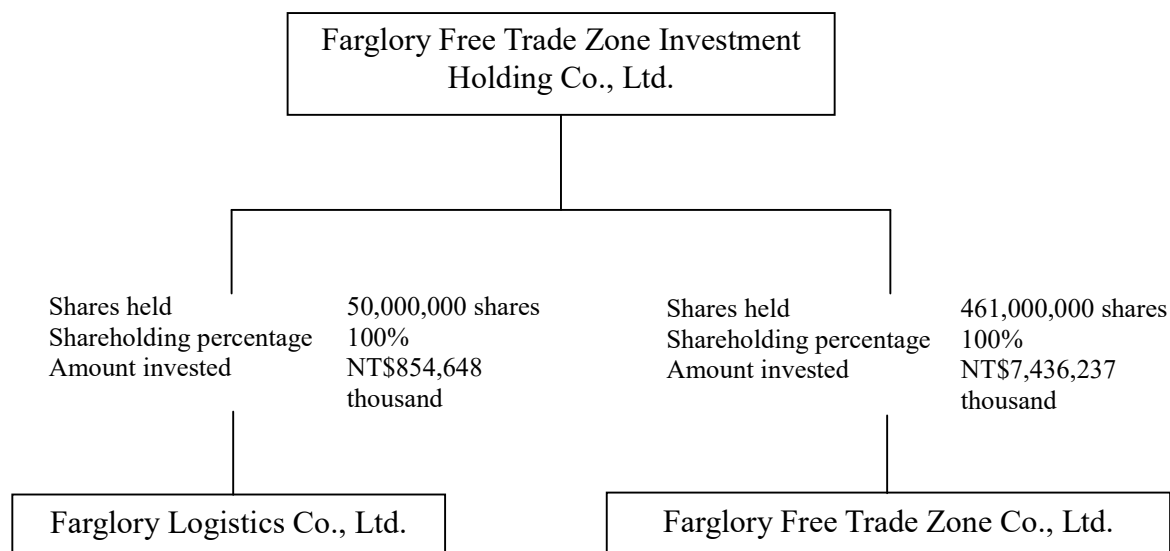 Farglory Free Trade Zone Investment
Holding Co., Ltd.
Shares held 50,000,000 shares
Shareholding percentage 100%
Amount invested NT$854,648
thousand
Shares held 461,000,000 shares
Shareholding percentage 100%
Amount invested NT$7,436,237
thousand
Farglory Logistics Co., Ltd.
Farglory Free Trade Zone Co., Ltd.